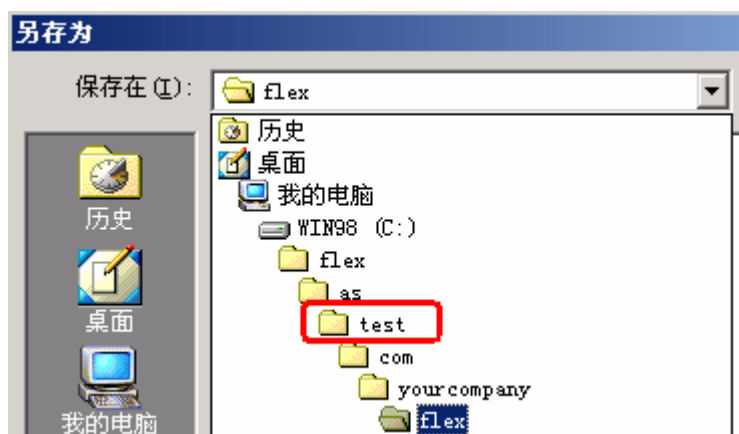 另存为
保存在(I):
flex
历史
桌面
我的电脑
WIN98 (C:)
flex
as
test
com
yourcompany
flex
历史
桌面
我的电脑